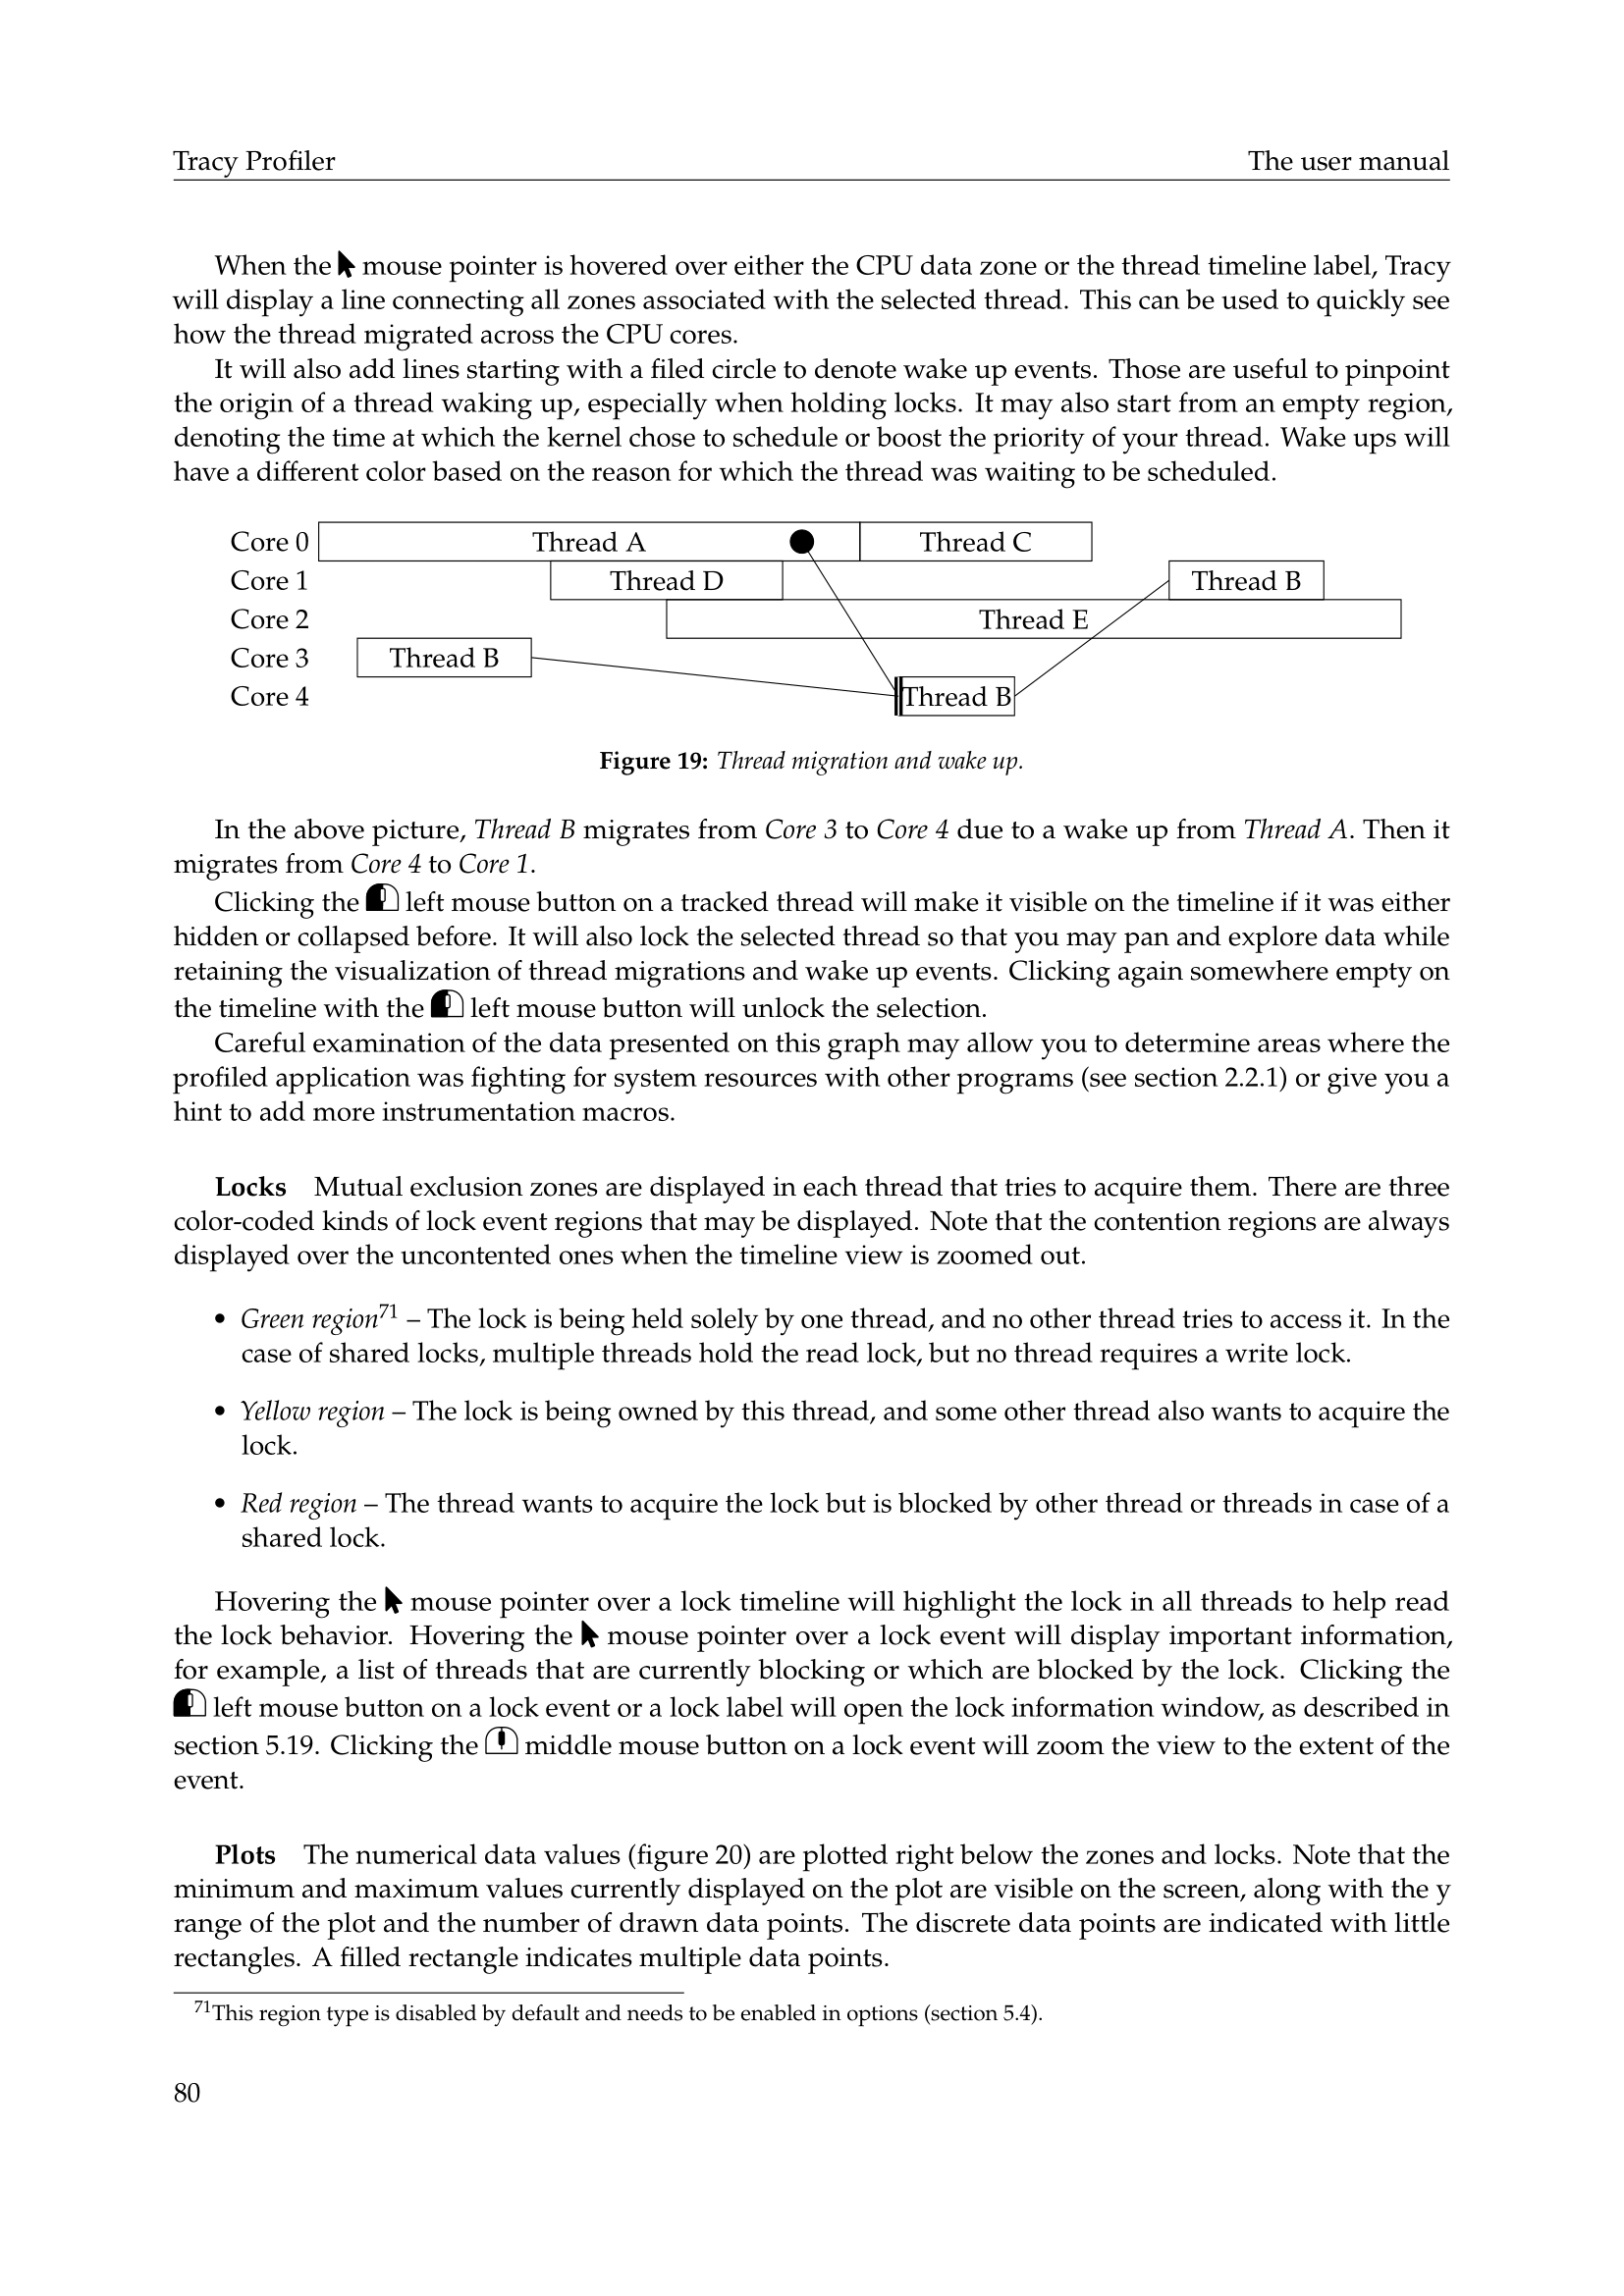 Tracy Profiler The user manual
When the mouse pointer is hovered over either the CPU data zone or the thread timeline label, Tracy
will display a line connecting all zones associated with the selected thread. This can be used to quickly see
how the thread migrated across the CPU cores.
It will also add lines starting with a filed circle to denote wake up events. Those are useful to pinpoint
the origin of a thread waking up, especially when holding locks. It may also start from an empty region,
denoting the time at which the kernel chose to schedule or boost the priority of your thread. Wake ups will
have a different color based on the reason for which the thread was waiting to be scheduled.
Core 0 Thread A Thread C
Core 1 Thread D Thread B
Core 2 Thread E
Core 3 Thread B
Core 4 Thread B
Figure 19: Thread migration and wake up.
In the above picture, Thread B migrates from Core 3 to Core 4 due to a wake up from Thread A. Then it
migrates from Core 4 to Core 1.
Clicking the left mouse button on a tracked thread will make it visible on the timeline if it was either
hidden or collapsed before. It will also lock the selected thread so that you may pan and explore data while
retaining the visualization of thread migrations and wake up events. Clicking again somewhere empty on
the timeline with the left mouse button will unlock the selection.
Careful examination of the data presented on this graph may allow you to determine areas where the
profiled application was fighting for system resources with other programs (see section 2.2.1) or give you a
hint to add more instrumentation macros.
Locks Mutual exclusion zones are displayed in each thread that tries to acquire them. There are three
color-coded kinds of lock event regions that may be displayed. Note that the contention regions are always
displayed over the uncontented ones when the timeline view is zoomed out.
• Green region71 – The lock is being held solely by one thread, and no other thread tries to access it. In the
case of shared locks, multiple threads hold the read lock, but no thread requires a write lock.
• Yellow region – The lock is being owned by this thread, and some other thread also wants to acquire the
lock.
• Red region – The thread wants to acquire the lock but is blocked by other thread or threads in case of a
shared lock.
Hovering the mouse pointer over a lock timeline will highlight the lock in all threads to help read
the lock behavior. Hovering the mouse pointer over a lock event will display important information,
for example, a list of threads that are currently blocking or which are blocked by the lock. Clicking the
left mouse button on a lock event or a lock label will open the lock information window, as described in
section 5.19. Clicking the middle mouse button on a lock event will zoom the view to the extent of the
event.
Plots The numerical data values (figure 20) are plotted right below the zones and locks. Note that the
minimum and maximum values currently displayed on the plot are visible on the screen, along with the y
range of the plot and the number of drawn data points. The discrete data points are indicated with little
rectangles. A filled rectangle indicates multiple data points.
71This region type is disabled by default and needs to be enabled in options (section 5.4).
80